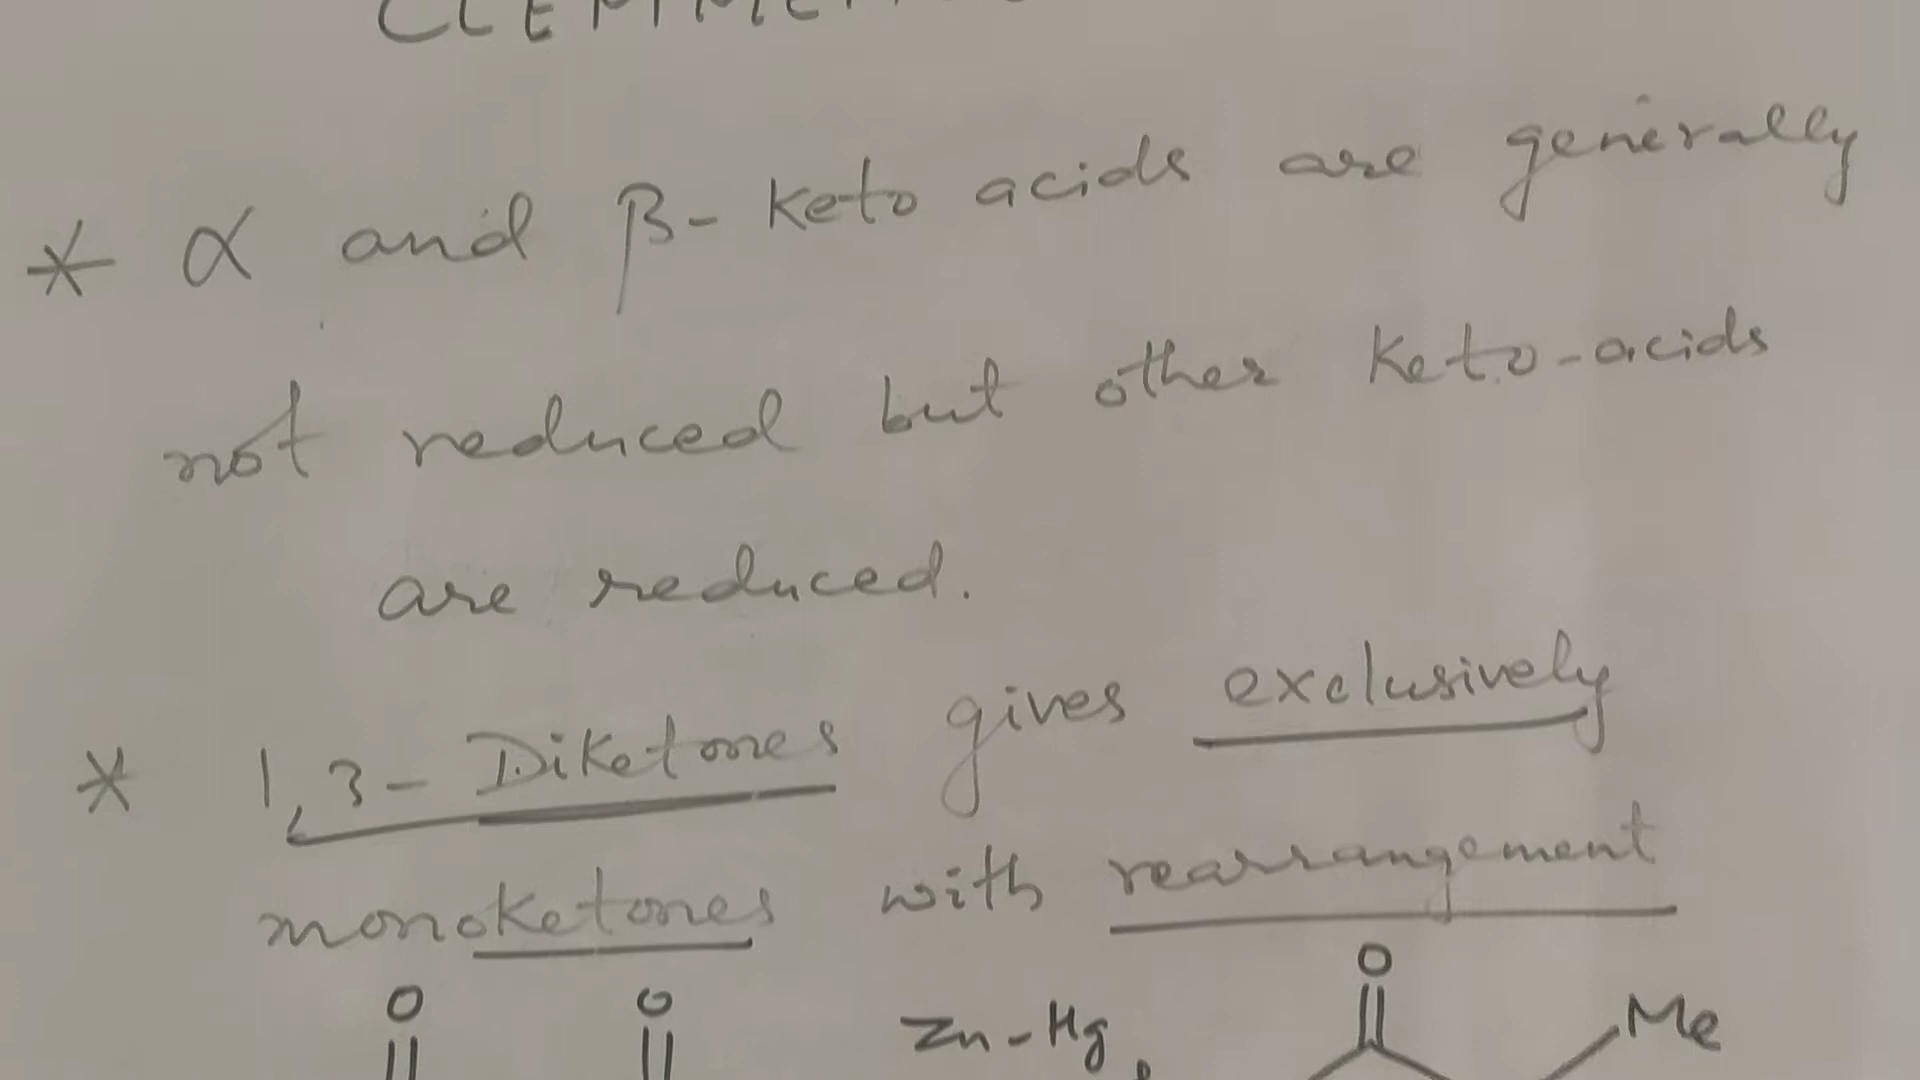 * α and β- keto acids are generally
not reduced but other keto-acids
are reduced.
* 1,3-Diketones gives exclusively
monoketones with rearrangement
O O Zn-Hg, O Me